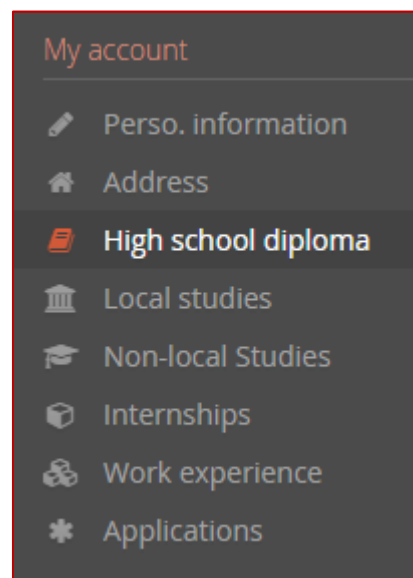 My account
Perso. information
Address
High school diploma
Local studies
Non-local Studies
Internships
Work experience
Applications